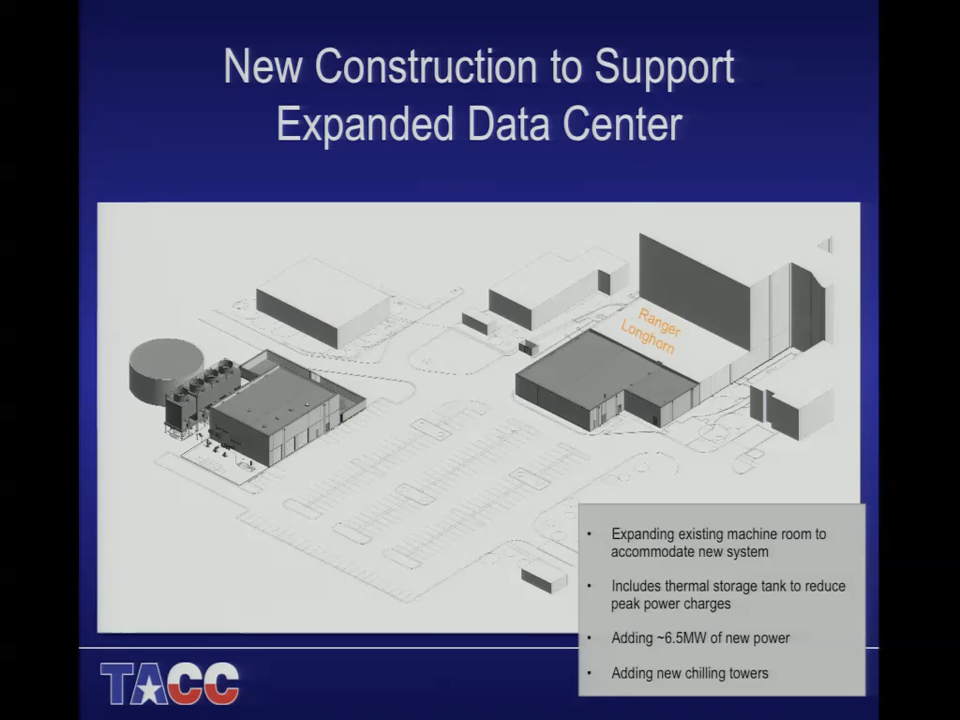 New Construction to Support
Expanded Data Center
Ranger
Longhorn
• Expanding existing machine room to
accommodate new system
• Includes thermal storage tank to reduce
peak power charges
• Adding ~6.5MW of new power
• Adding new chilling towers
TACC